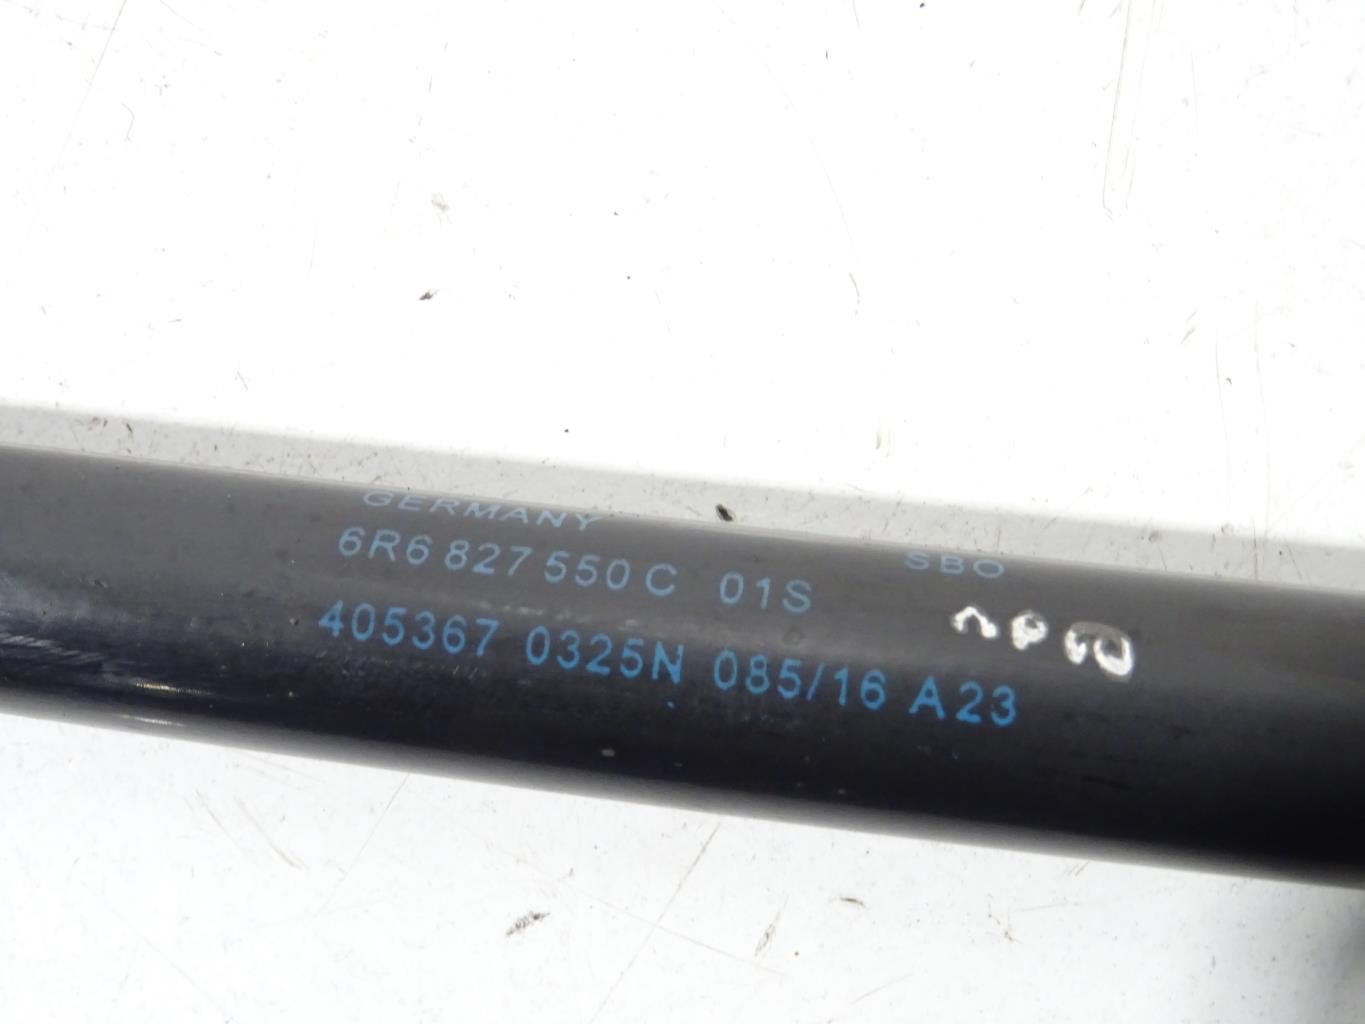 GERMANY
6R6 827 550 C 01S SBO
405367 0325N 085/16 A23